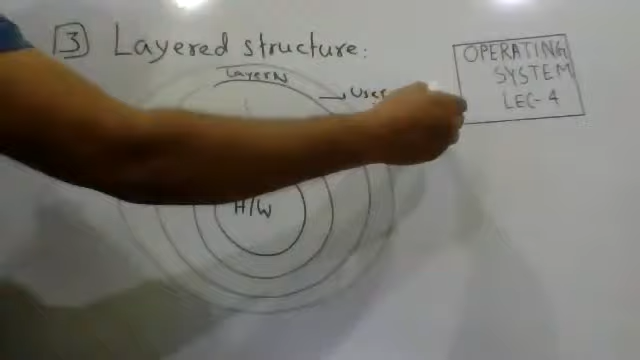 3 Layered structure:
OPERATING
SYSTEM
LEC-4
Layer N
User
H/W